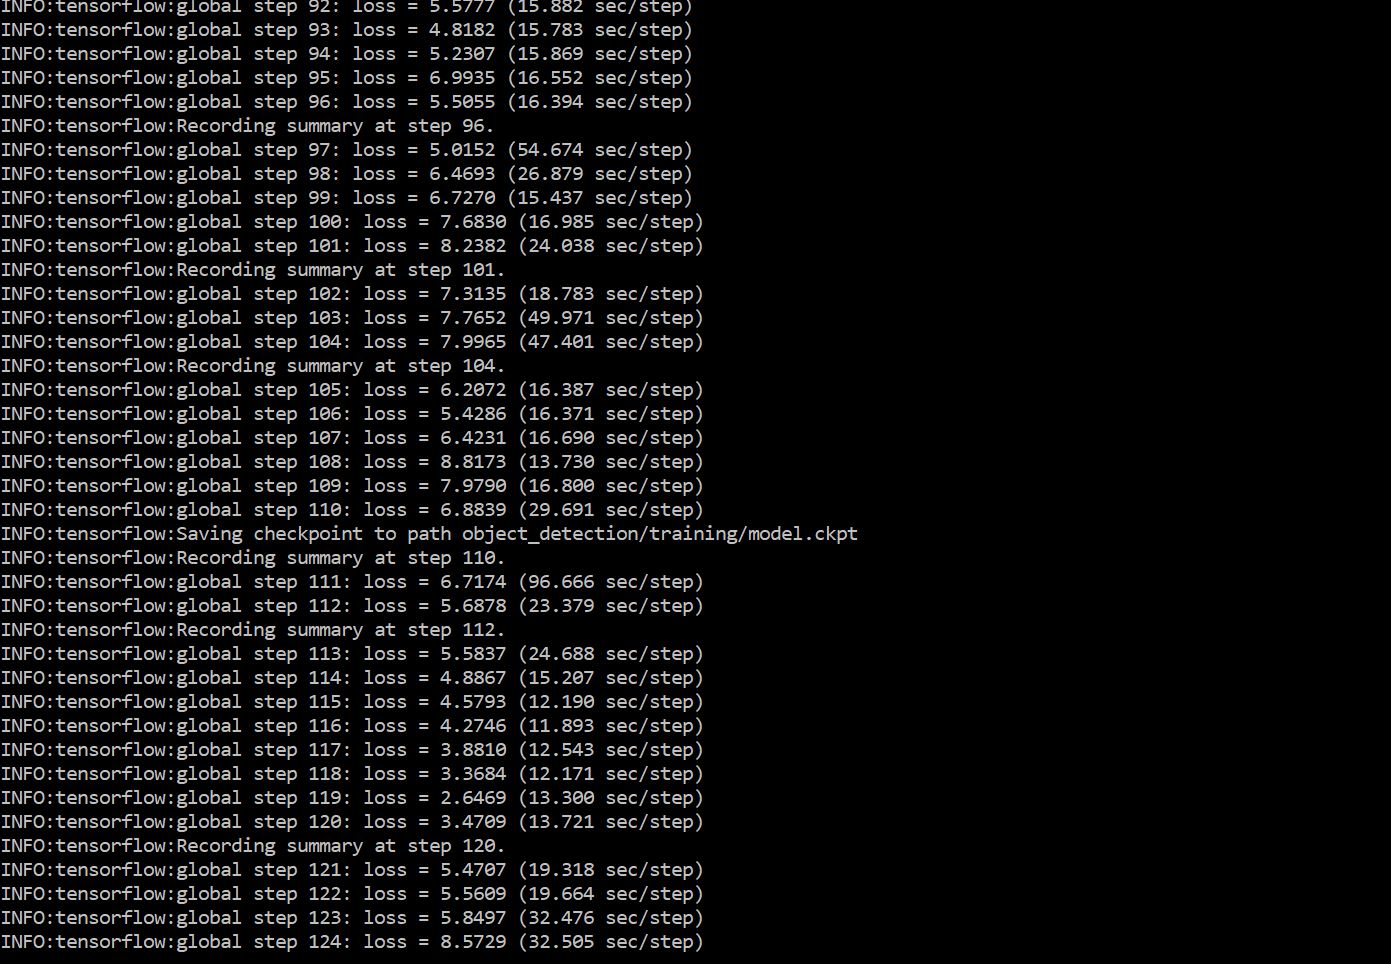 INFO:tensorflow:global step 92: loss = 5.5777 (15.882 sec/step)
INFO:tensorflow:global step 93: loss = 4.8182 (15.783 sec/step)
INFO:tensorflow:global step 94: loss = 5.2307 (15.869 sec/step)
INFO:tensorflow:global step 95: loss = 6.9935 (16.552 sec/step)
INFO:tensorflow:global step 96: loss = 5.5055 (16.394 sec/step)
INFO:tensorflow:Recording summary at step 96.
INFO:tensorflow:global step 97: loss = 5.0152 (54.674 sec/step)
INFO:tensorflow:global step 98: loss = 6.4693 (26.879 sec/step)
INFO:tensorflow:global step 99: loss = 6.7270 (15.437 sec/step)
INFO:tensorflow:global step 100: loss = 7.6830 (16.985 sec/step)
INFO:tensorflow:global step 101: loss = 8.2382 (24.038 sec/step)
INFO:tensorflow:Recording summary at step 101.
INFO:tensorflow:global step 102: loss = 7.3135 (18.783 sec/step)
INFO:tensorflow:global step 103: loss = 7.7652 (49.971 sec/step)
INFO:tensorflow:global step 104: loss = 7.9965 (47.401 sec/step)
INFO:tensorflow:Recording summary at step 104.
INFO:tensorflow:global step 105: loss = 6.2072 (16.387 sec/step)
INFO:tensorflow:global step 106: loss = 5.4286 (16.371 sec/step)
INFO:tensorflow:global step 107: loss = 6.4231 (16.690 sec/step)
INFO:tensorflow:global step 108: loss = 8.8173 (13.730 sec/step)
INFO:tensorflow:global step 109: loss = 7.9790 (16.800 sec/step)
INFO:tensorflow:global step 110: loss = 6.8839 (29.691 sec/step)
INFO:tensorflow:Saving checkpoint to path object_detection/training/model.ckpt
INFO:tensorflow:Recording summary at step 110.
INFO:tensorflow:global step 111: loss = 6.7174 (96.666 sec/step)
INFO:tensorflow:global step 112: loss = 5.6878 (23.379 sec/step)
INFO:tensorflow:Recording summary at step 112.
INFO:tensorflow:global step 113: loss = 5.5837 (24.688 sec/step)
INFO:tensorflow:global step 114: loss = 4.8867 (15.207 sec/step)
INFO:tensorflow:global step 115: loss = 4.5793 (12.190 sec/step)
INFO:tensorflow:global step 116: loss = 4.2746 (11.893 sec/step)
INFO:tensorflow:global step 117: loss = 3.8810 (12.543 sec/step)
INFO:tensorflow:global step 118: loss = 3.3684 (12.171 sec/step)
INFO:tensorflow:global step 119: loss = 2.6469 (13.300 sec/step)
INFO:tensorflow:global step 120: loss = 3.4709 (13.721 sec/step)
INFO:tensorflow:Recording summary at step 120.
INFO:tensorflow:global step 121: loss = 5.4707 (19.318 sec/step)
INFO:tensorflow:global step 122: loss = 5.5609 (19.664 sec/step)
INFO:tensorflow:global step 123: loss = 5.8497 (32.476 sec/step)
INFO:tensorflow:global step 124: loss = 8.5729 (32.505 sec/step)